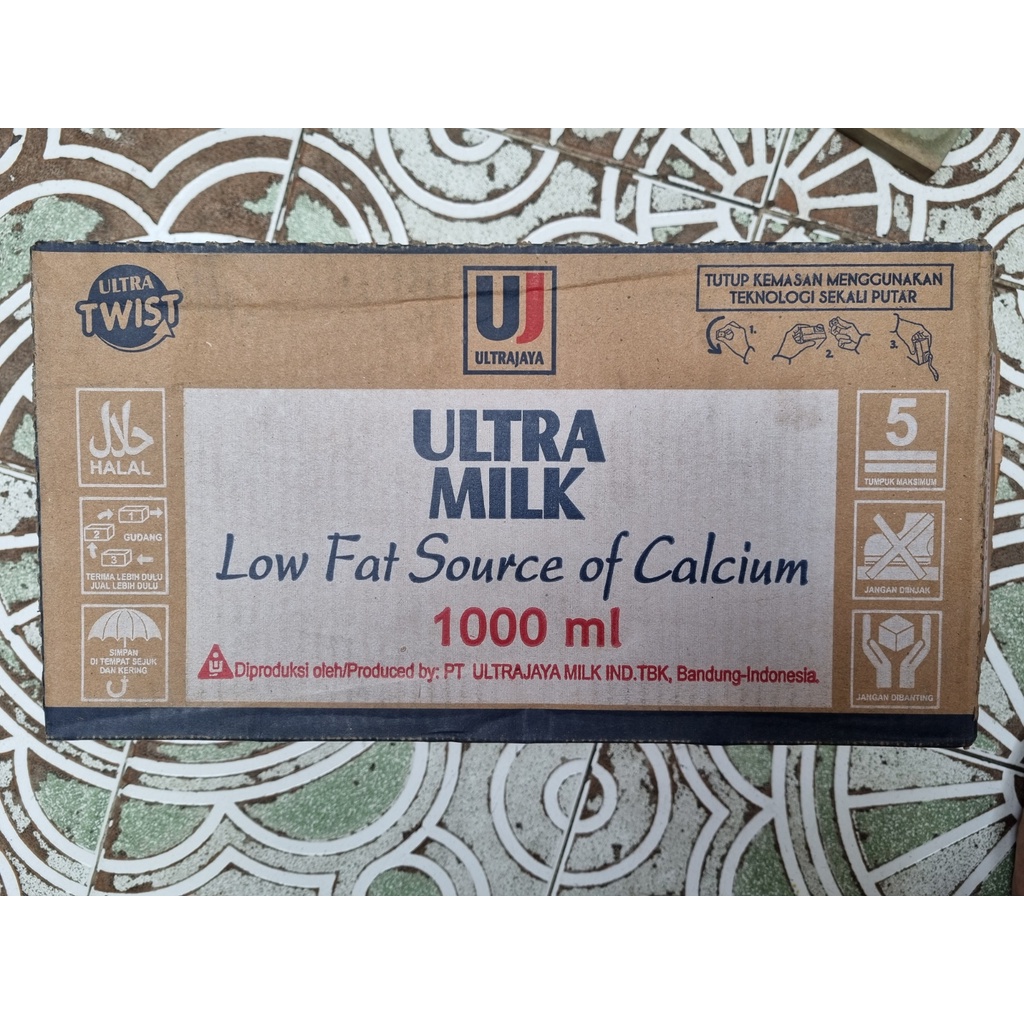 ULTRA
TWIST
UJ
ULTRAJAYA
TUTUP KEMASAN MENGGUNAKAN
TEKNOLOGI SEKALI PUTAR
1.
2.
3.
حلال
HALAL
1
2
GUDANG
3
TERIMA LEBIH DULU
JUAL LEBIH DULU
SIMPAN
DI TEMPAT SEJUK
DAN KERING
ULTRA
MILK
Low Fat Source of Calcium
1000 ml
Diproduksi oleh/Produced by: PT ULTRAJAYA MILK IND.TBK, Bandung-Indonesia.
5
TUMPUK MAKSIMUM
JANGAN DIINJAK
JANGAN DIBANTING